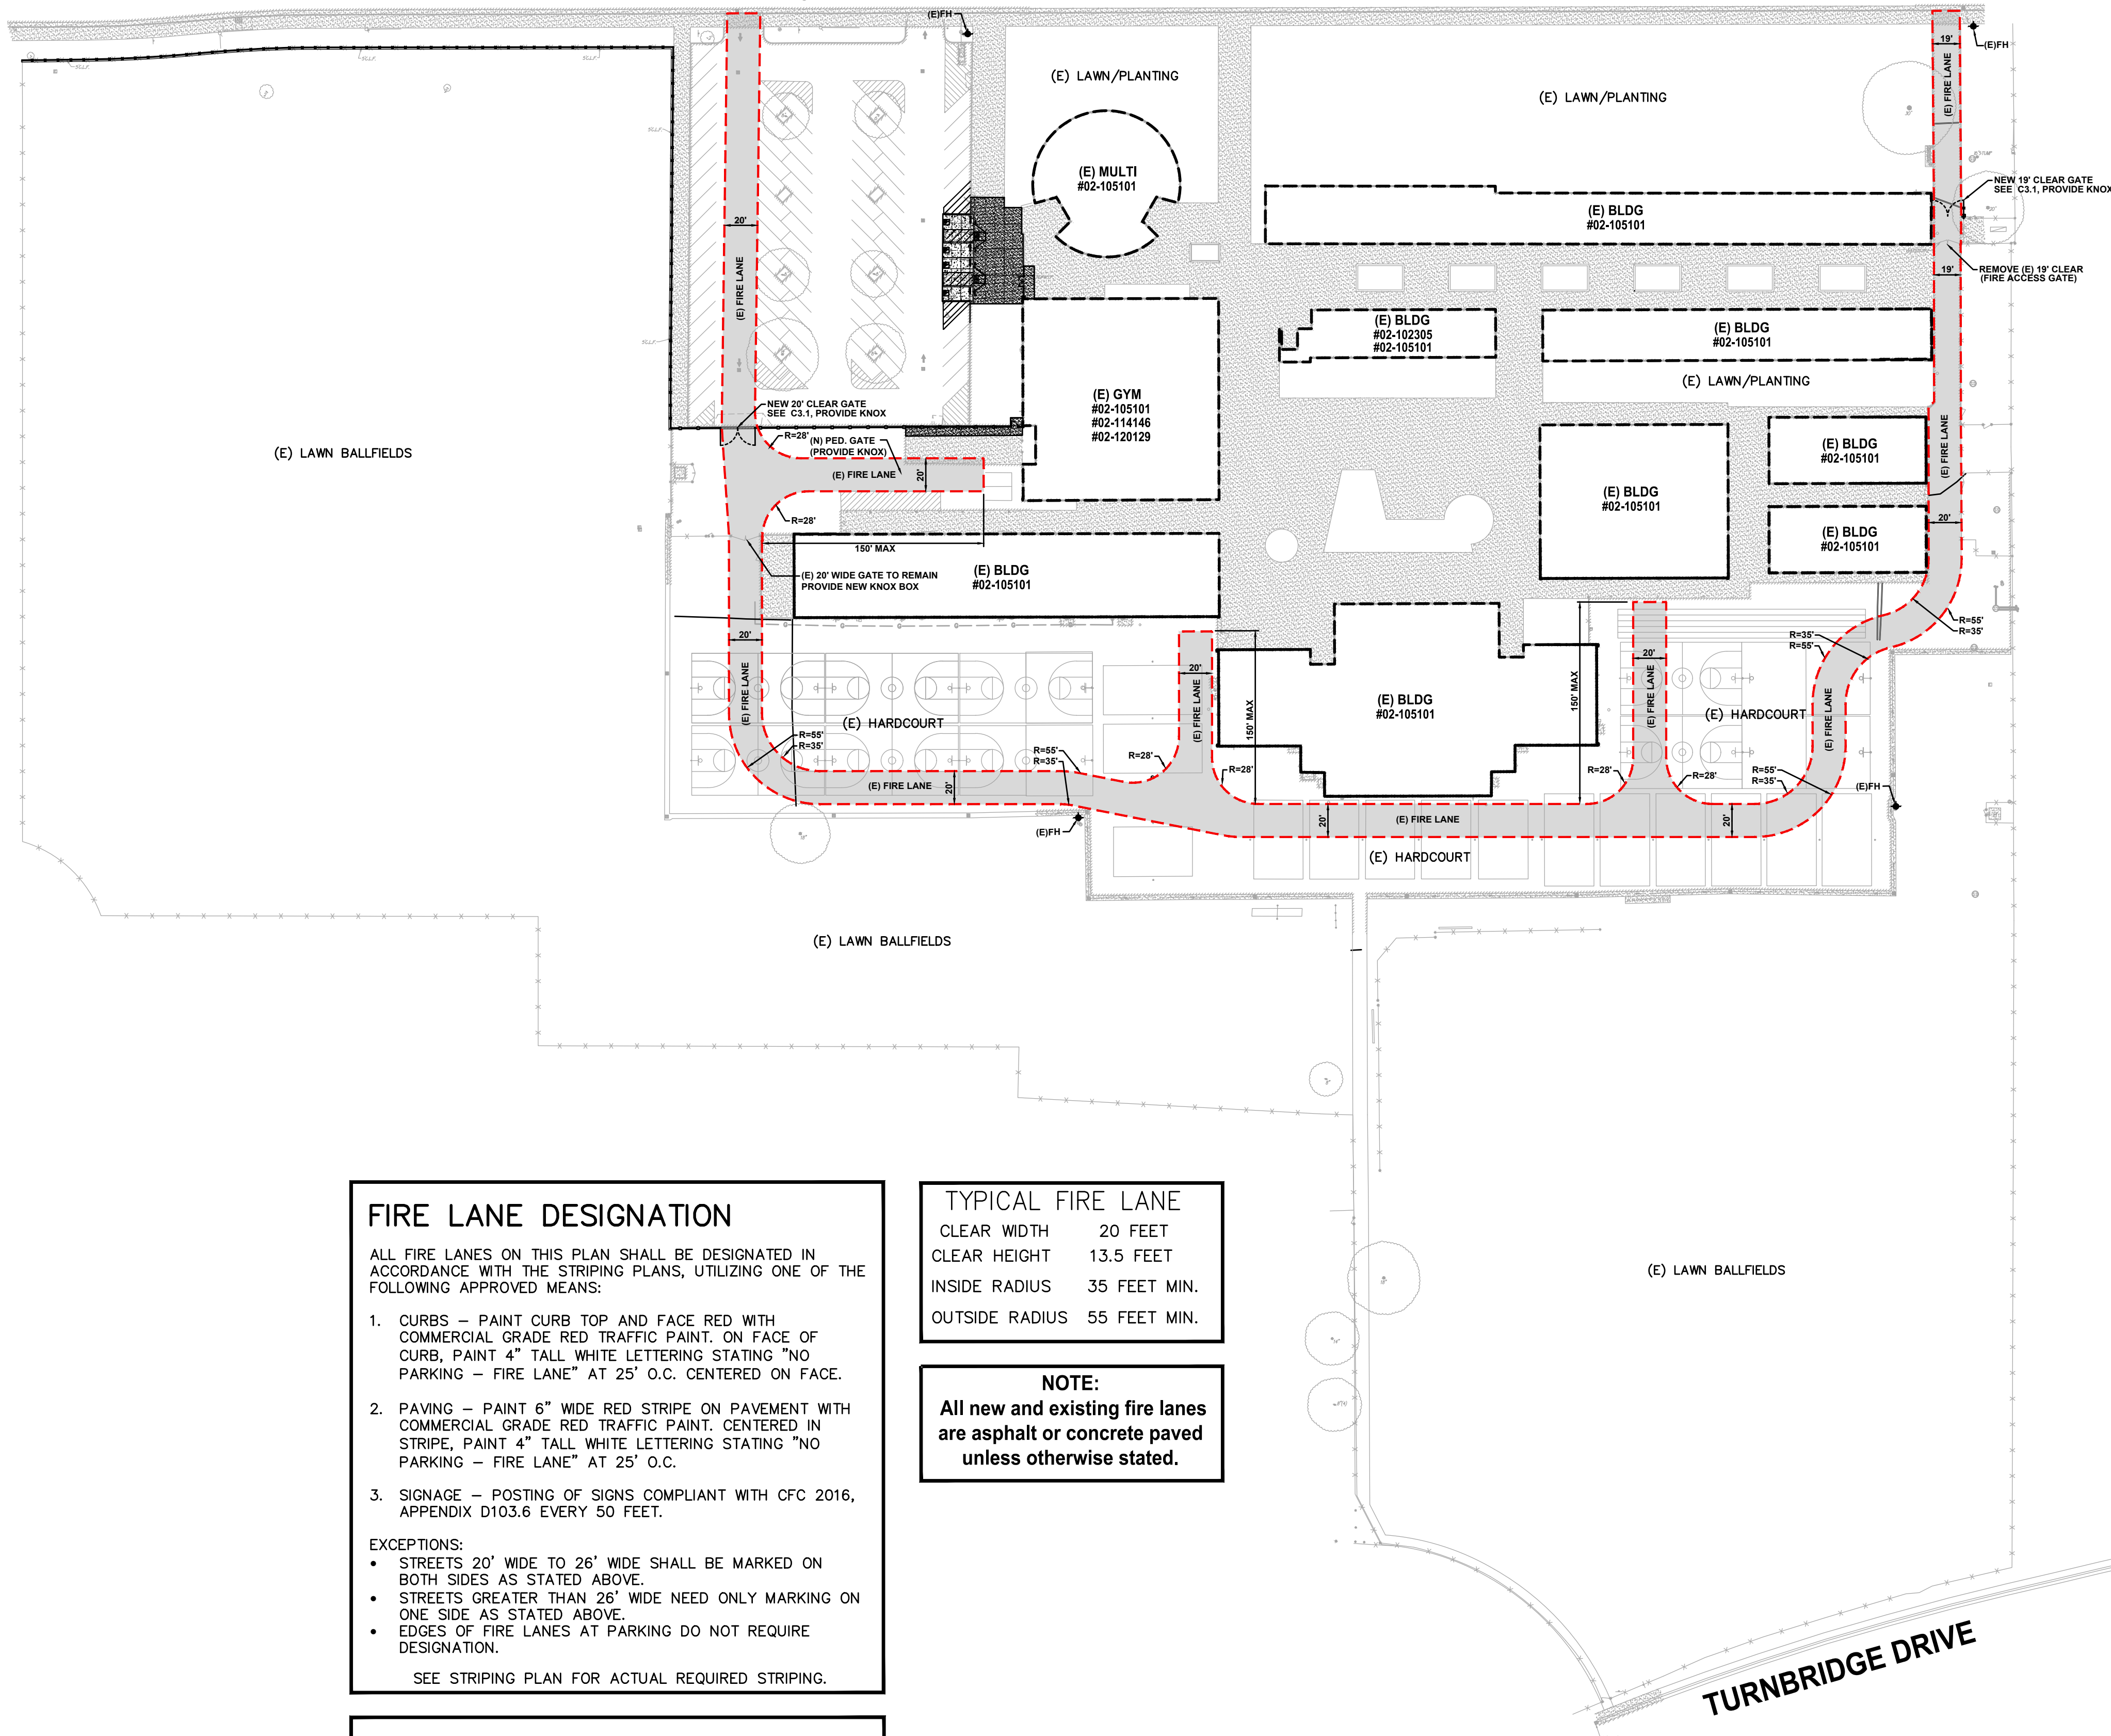 (E)FH
(E)FH
19'
(E) FIRE LANE
(E) LAWN/PLANTING
(E) LAWN/PLANTING
(E) MULTI
#02-105101
NEW 19' CLEAR GATE
SEE C3.1, PROVIDE KNOX
(E) BLDG
#02-105101
20'
(E) FIRE LANE
19'
REMOVE (E) 19' CLEAR
(FIRE ACCESS GATE)
(E) BLDG
#02-102305
#02-105101
(E) BLDG
#02-105101
(E) LAWN/PLANTING
(E) GYM
#02-105101
#02-114146
#02-120129
NEW 20' CLEAR GATE
SEE C3.1, PROVIDE KNOX
R=28'
(N) PED. GATE
(PROVIDE KNOX)
(E) FIRE LANE
20'
(E) LAWN BALLFIELDS
(E) BLDG
#02-105101
(E) FIRE LANE
(E) BLDG
#02-105101
R=28'
20'
(E) BLDG
#02-105101
150' MAX
(E) 20' WIDE GATE TO REMAIN
PROVIDE NEW KNOX BOX
(E) BLDG
#02-105101
R=55'
R=35'
R=35'
R=55'
20'
(E) FIRE LANE
20'
(E) FIRE LANE
150' MAX
(E) BLDG
#02-105101
150' MAX
20'
(E) FIRE LANE
(E) HARDCOURT
(E) FIRE LANE
(E) HARDCOURT
R=55'
R=35'
R=55'
R=35'
R=28'
R=28'
R=28'
R=28'
R=55'
R=35'
(E) FIRE LANE
20'
(E)FH
(E)FH
20'
(E) FIRE LANE
20'
(E) HARDCOURT
(E) LAWN BALLFIELDS
FIRE LANE DESIGNATION
ALL FIRE LANES ON THIS PLAN SHALL BE DESIGNATED IN
ACCORDANCE WITH THE STRIPING PLANS, UTILIZING ONE OF THE
FOLLOWING APPROVED MEANS:
1. CURBS – PAINT CURB TOP AND FACE RED WITH
COMMERCIAL GRADE RED TRAFFIC PAINT. ON FACE OF
CURB, PAINT 4" TALL WHITE LETTERING STATING "NO
PARKING – FIRE LANE" AT 25' O.C. CENTERED ON FACE.
2. PAVING – PAINT 6" WIDE RED STRIPE ON PAVEMENT WITH
COMMERCIAL GRADE RED TRAFFIC PAINT. CENTERED IN
STRIPE, PAINT 4" TALL WHITE LETTERING STATING "NO
PARKING – FIRE LANE" AT 25' O.C.
3. SIGNAGE – POSTING OF SIGNS COMPLIANT WITH CFC 2016,
APPENDIX D103.6 EVERY 50 FEET.
EXCEPTIONS:
• STREETS 20' WIDE TO 26' WIDE SHALL BE MARKED ON
BOTH SIDES AS STATED ABOVE.
• STREETS GREATER THAN 26' WIDE NEED ONLY MARKING ON
ONE SIDE AS STATED ABOVE.
• EDGES OF FIRE LANES AT PARKING DO NOT REQUIRE
DESIGNATION.
SEE STRIPING PLAN FOR ACTUAL REQUIRED STRIPING.
TYPICAL FIRE LANE
CLEAR WIDTH 20 FEET
CLEAR HEIGHT 13.5 FEET
INSIDE RADIUS 35 FEET MIN.
OUTSIDE RADIUS 55 FEET MIN.
NOTE:
All new and existing fire lanes
are asphalt or concrete paved
unless otherwise stated.
(E) LAWN BALLFIELDS
TURNBRIDGE DRIVE